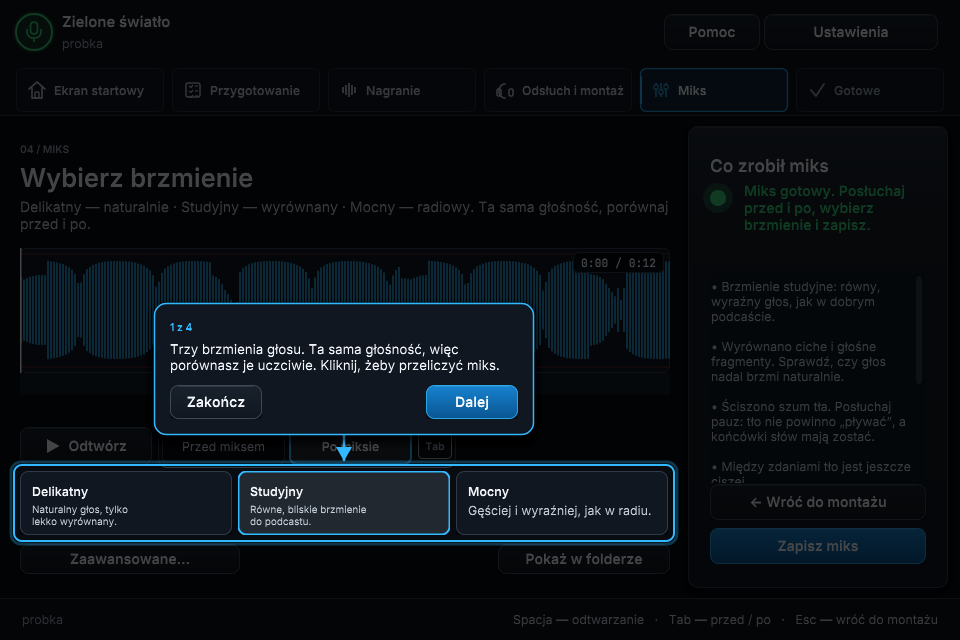 Zielone światło
probka
Pomoc
Ustawienia
Ekran startowy
Przygotowanie
Nagranie
Odsłuch i montaż
Miks
Gotowe
04 / MIKS
Wybierz brzmienie
Delikatny — naturalnie · Studyjny — wyrównany · Mocny — radiowy. Ta sama głośność, porównaj
przed i po.
0:00 / 0:12
1 z 4
Trzy brzmienia głosu. Ta sama głośność, więc
porównasz je uczciwie. Kliknij, żeby przeliczyć miks.
Zakończ
Dalej
Odtwórz
Przed miksem
Po miksie
Tab
Delikatny
Naturalny głos, tylko
lekko wyrównany.
Studyjny
Równe, bliskie brzmienie
do podcastu.
Mocny
Gęściej i wyraźniej, jak w radiu.
Zaawansowane...
Pokaż w folderze
Co zrobił miks
Miks gotowy. Posłuchaj
przed i po, wybierz
brzmienie i zapisz.
• Brzmienie studyjne: równy,
wyraźny głos, jak w dobrym
podcaście.
• Wyrównano ciche i głośne
fragmenty. Sprawdź, czy głos
nadal brzmi naturalnie.
• Ściszono szum tła. Posłuchaj
pauz: tło nie powinno „pływać”, a
końcówki słów mają zostać.
• Między zdaniami tło jest jeszcze
ciszej
← Wróć do montażu
Zapisz miks
probka
Spacja — odtwarzanie · Tab — przed / po · Esc — wróć do montażu